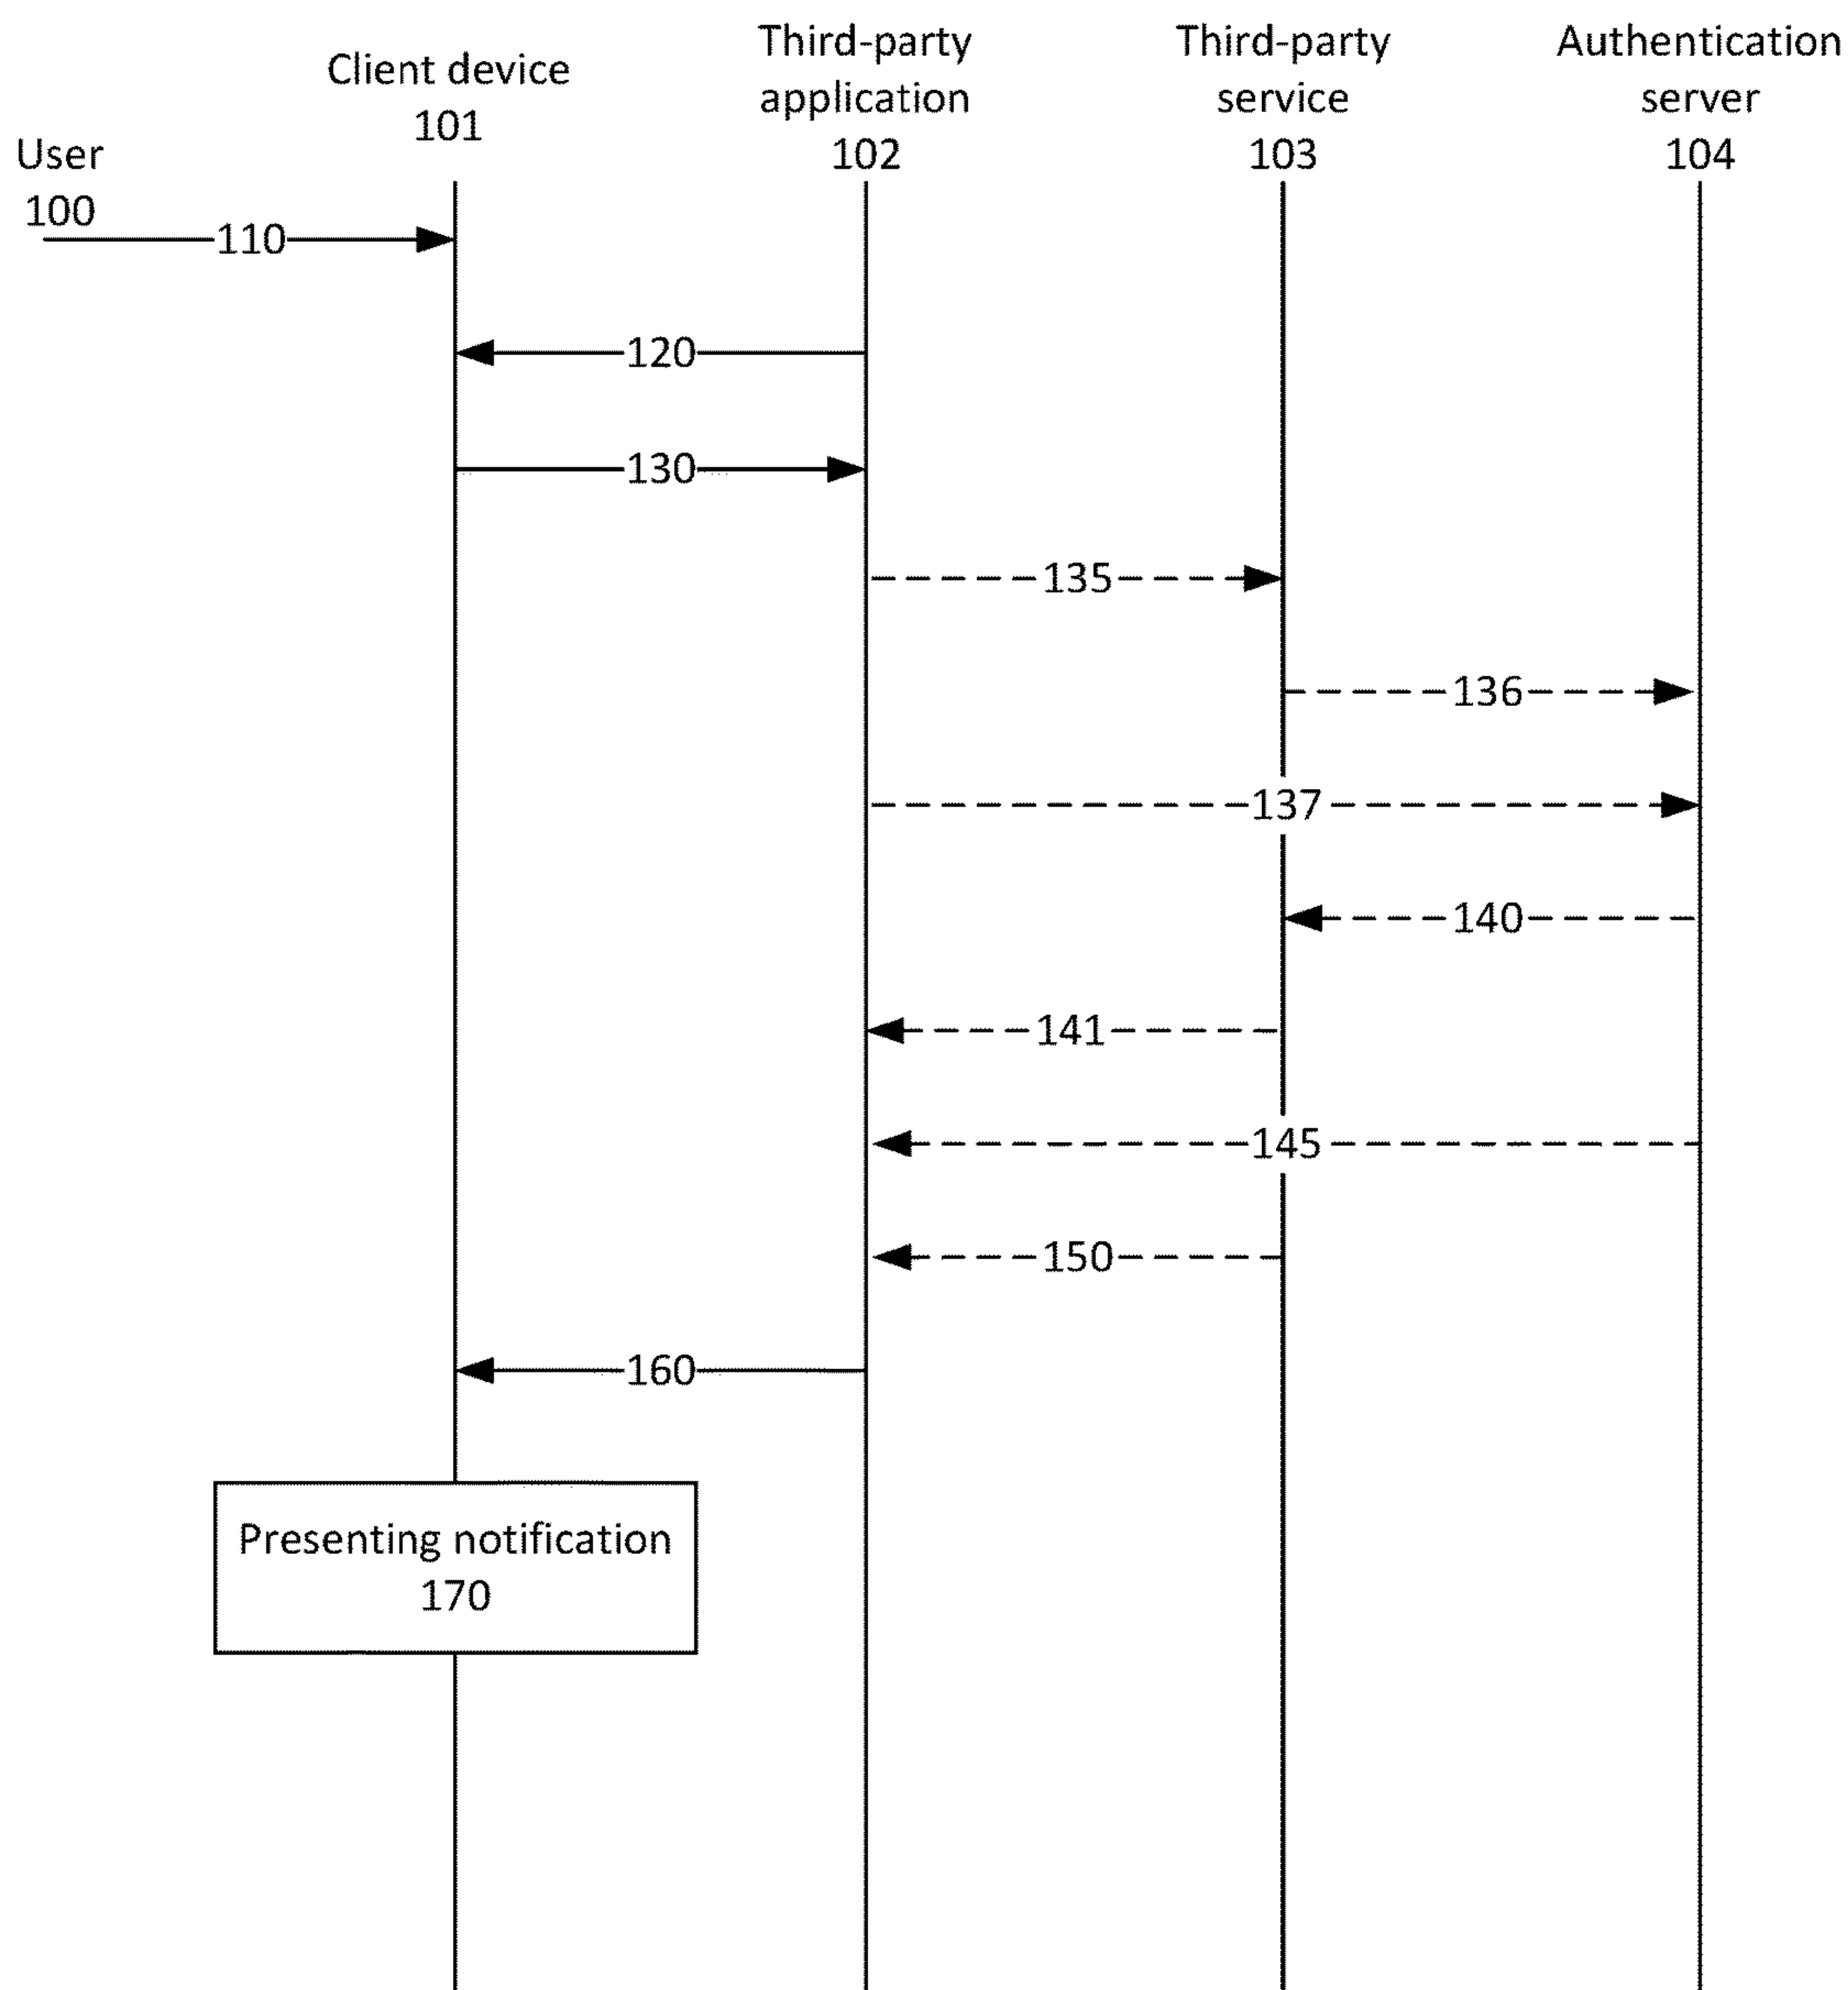 User
100
Client device
101
Third-party
application
102
Third-party
service
103
Authentication
server
104
110
120
130
135
136
137
140
141
145
150
160
Presenting notification
170